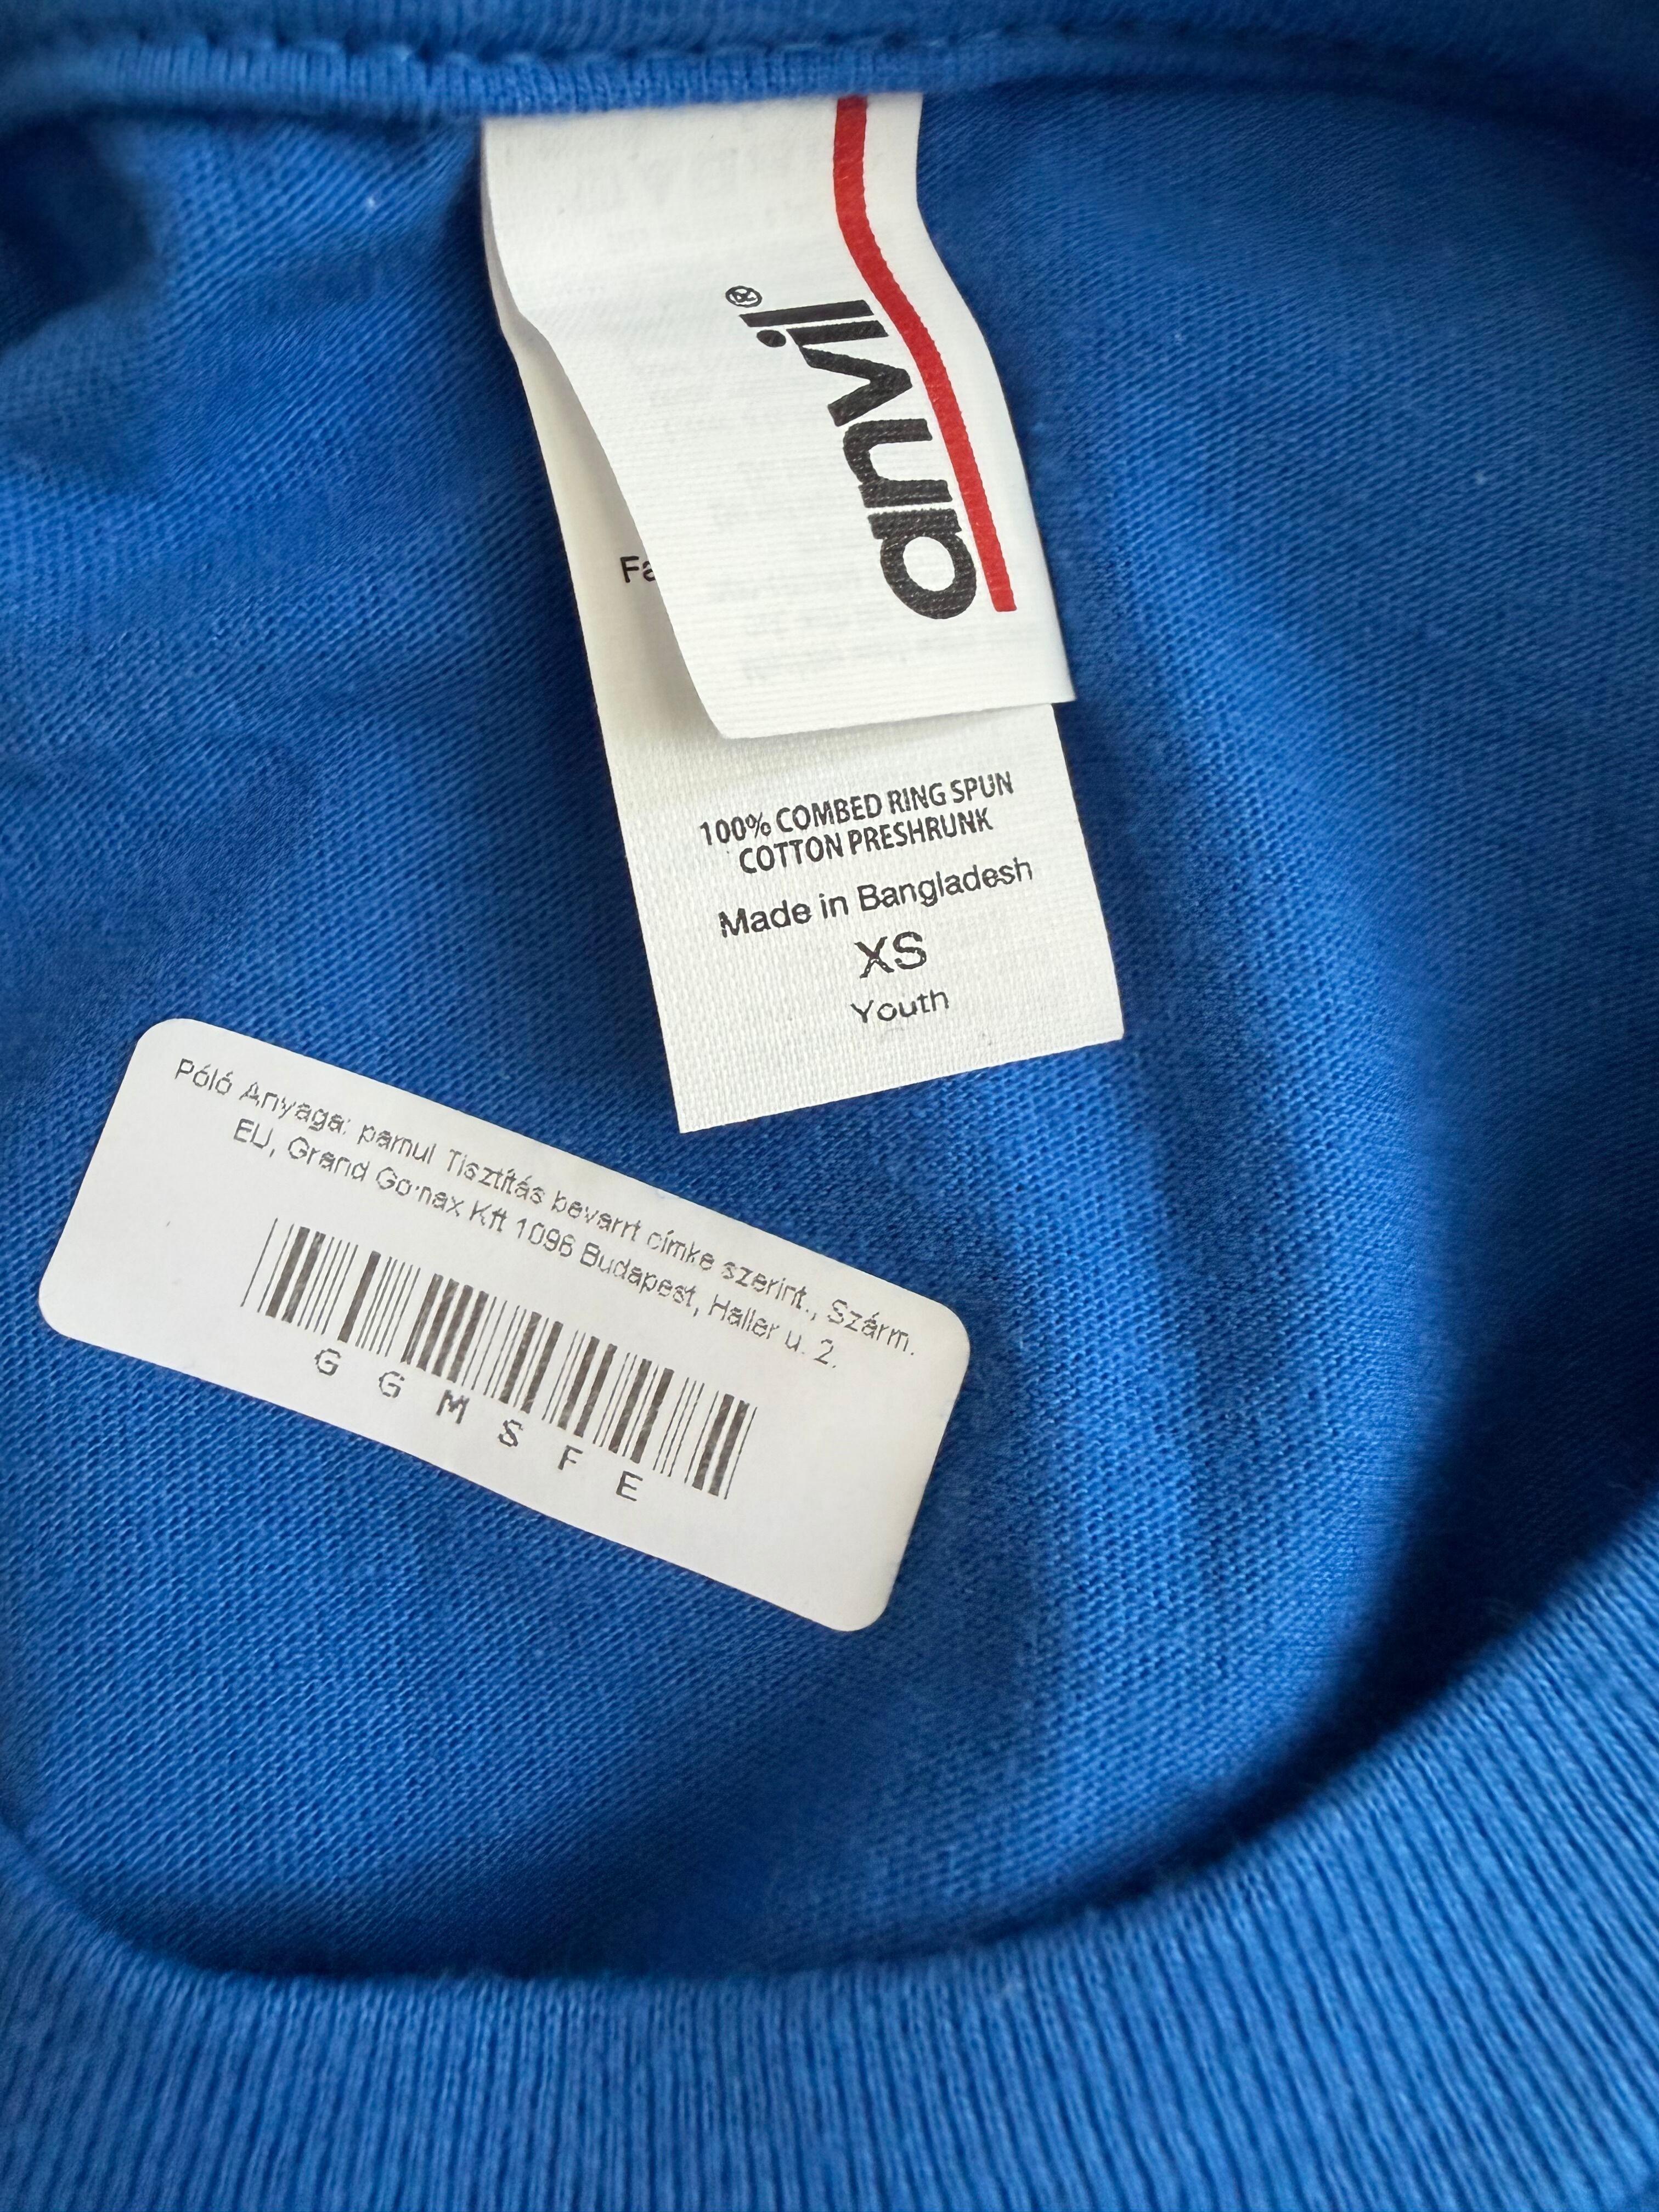 anvil®
Fa
100% COMBED RING SPUN
COTTON PRESHRUNK
Made in Bangladesh
XS
Youth
Póló Anyaga: pamut Tisztítás bevarrt címke szerint., Szárm.
EU, Grand Gomax Kft 1096 Budapest, Haller u. 2.
G G M S F E